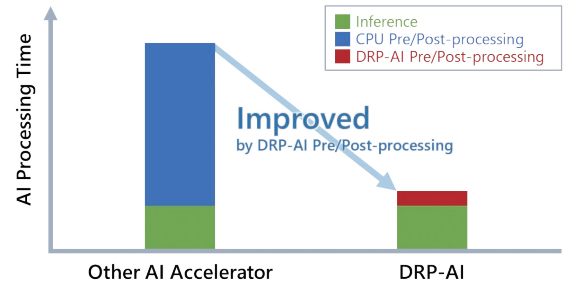 Inference
CPU Pre/Post-processing
DRP-AI Pre/Post-processing
AI Processing Time
Improved
by DRP-AI Pre/Post-processing
Other AI Accelerator
DRP-AI